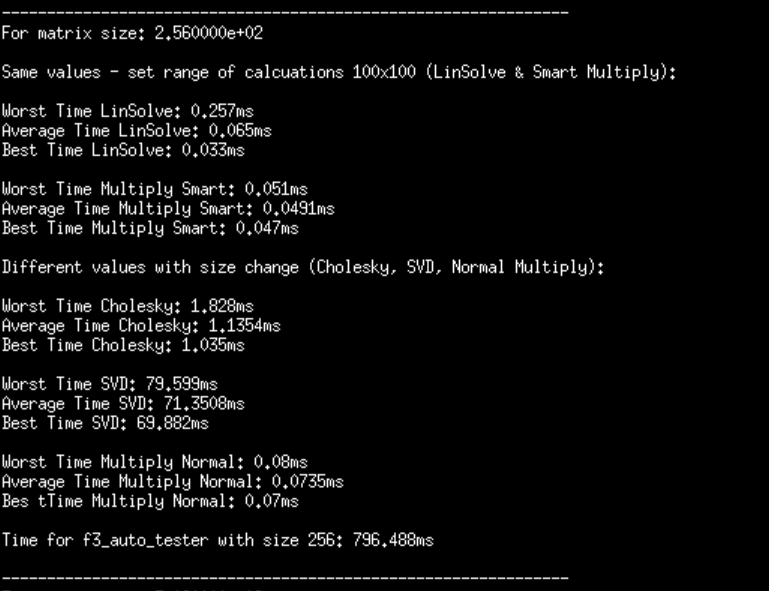 ---------------------------------------------------------------
For matrix size: 2.560000e+02
Same values - set range of calcuations 100x100 (LinSolve & Smart Multiply):
Worst Time LinSolve: 0.257ms
Average Time LinSolve: 0.065ms
Best Time LinSolve: 0.033ms
Worst Time Multiply Smart: 0.051ms
Average Time Multiply Smart: 0.0491ms
Best Time Multiply Smart: 0.047ms
Different values with size change (Cholesky, SVD, Normal Multiply):
Worst Time Cholesky: 1.828ms
Average Time Cholesky: 1.1354ms
Best Time Cholesky: 1.035ms
Worst Time SVD: 79.599ms
Average Time SVD: 71.3508ms
Best Time SVD: 69.882ms
Worst Time Multiply Normal: 0.08ms
Average Time Multiply Normal: 0.0735ms
Bes tTime Multiply Normal: 0.07ms
Time for f3_auto_tester with size 256: 796.488ms
---------------------------------------------------------------